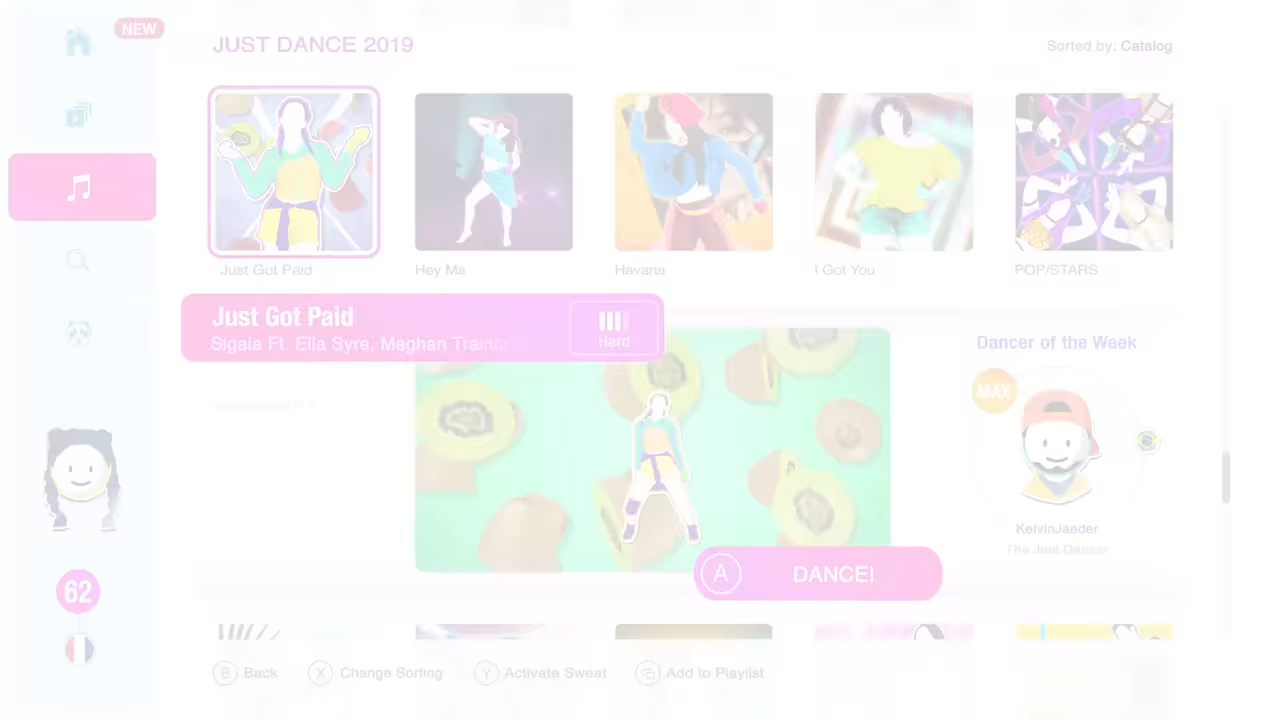 NEW
JUST DANCE 2019
Sorted by: Catalog
Just Got Paid
Hey Ma
Havana
I Got You
POP/STARS
Just Got Paid
Sigala Ft. Ella Eyre, Meghan Trainor
Hard
Dancer of the Week
MAX
KelvinJaeder
The Just Dancer
A DANCE!
62
B Back
X Change Sorting
Y Activate Sweat
Add to Playlist